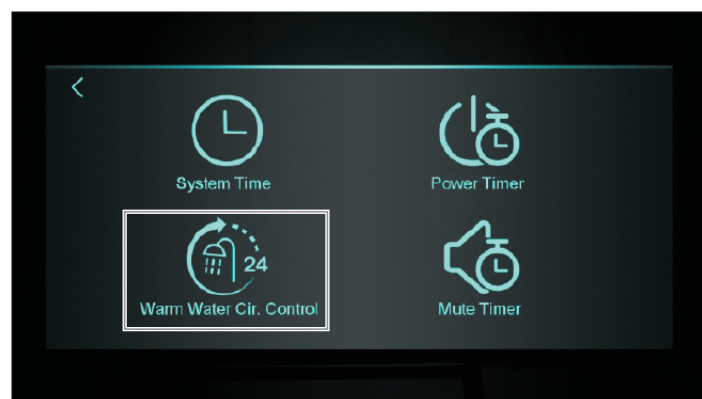 System Time
Power Timer
24
Warm Water Cir. Control
Mute Timer